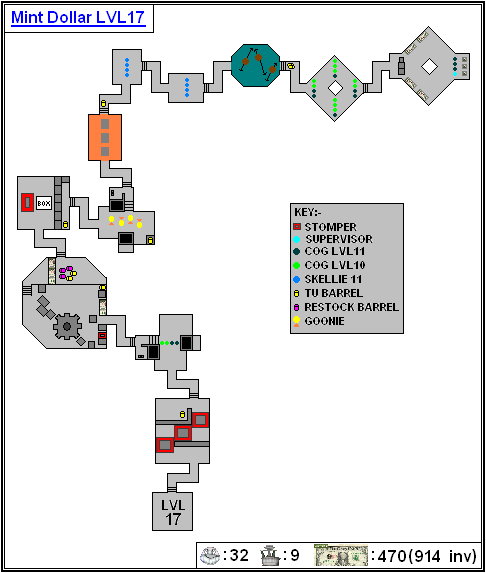 Mint Dollar LVL17
BOX
KEY:-
STOMPER
SUPERVISOR
COG LVL11
COG LVL10
SKELLIE 11
TU BARREL
RESTOCK BARREL
GOONIE
LVL
17
:32 :9 :470(914 inv)